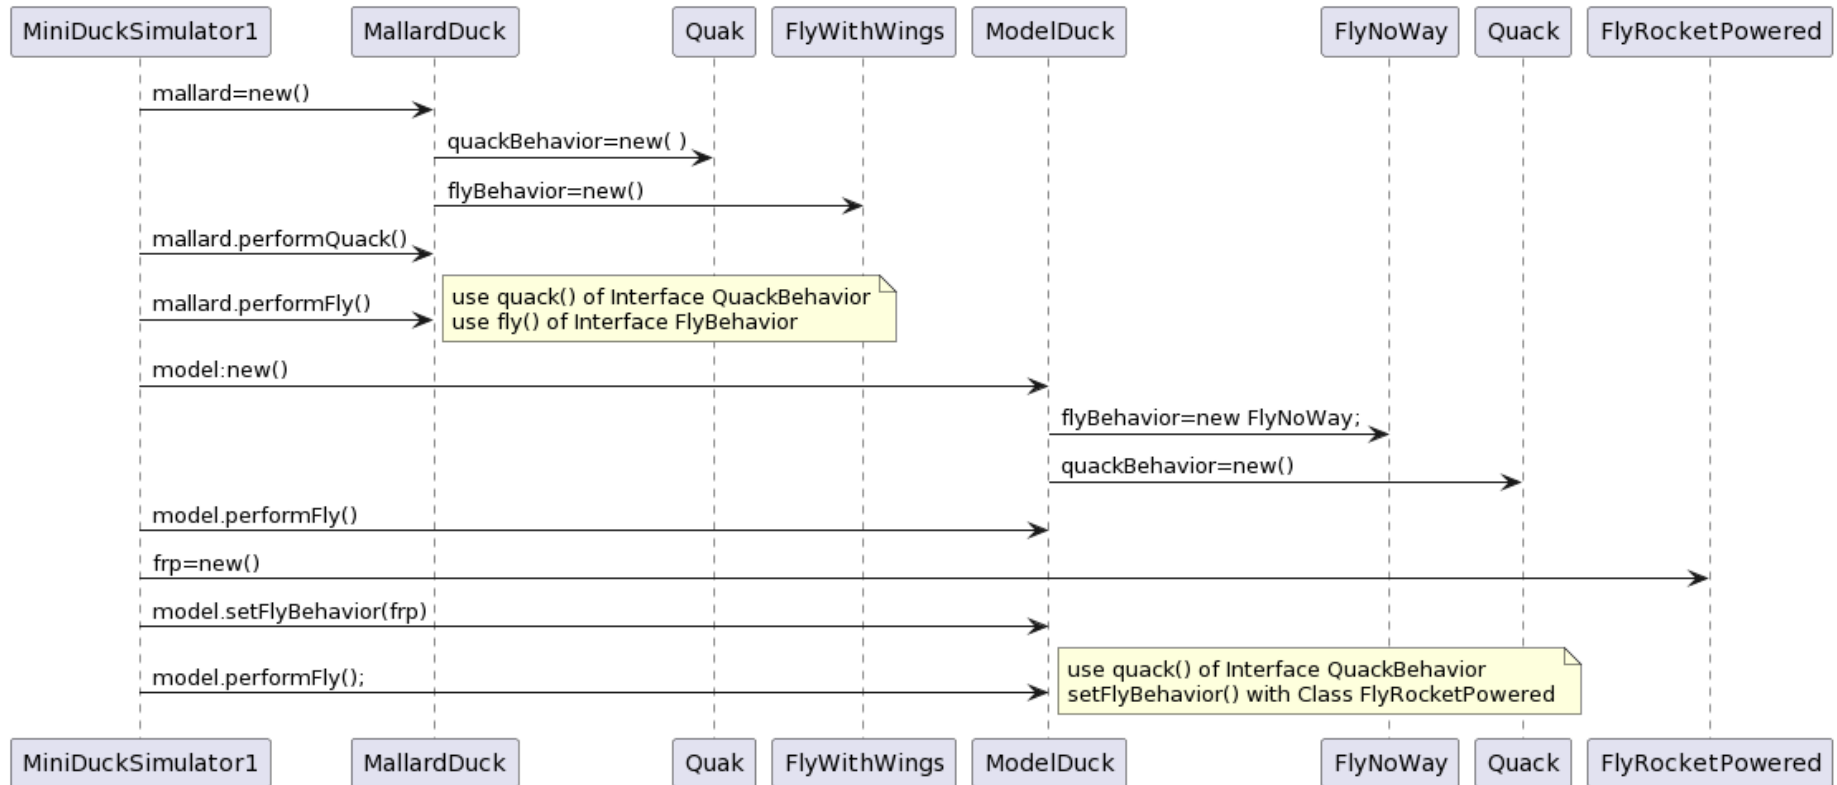 MiniDuckSimulator1 MallardDuck Quak FlyWithWings ModelDuck FlyNoWay Quack FlyRocketPowered
mallard=new()
quackBehavior=new( )
flyBehavior=new()
mallard.performQuack()
mallard.performFly()
use quack() of Interface QuackBehavior
use fly() of Interface FlyBehavior
model:new()
flyBehavior=new FlyNoWay;
quackBehavior=new()
model.performFly()
frp=new()
model.setFlyBehavior(frp)
model.performFly();
use quack() of Interface QuackBehavior
setFlyBehavior() with Class FlyRocketPowered
MiniDuckSimulator1 MallardDuck Quak FlyWithWings ModelDuck FlyNoWay Quack FlyRocketPowered